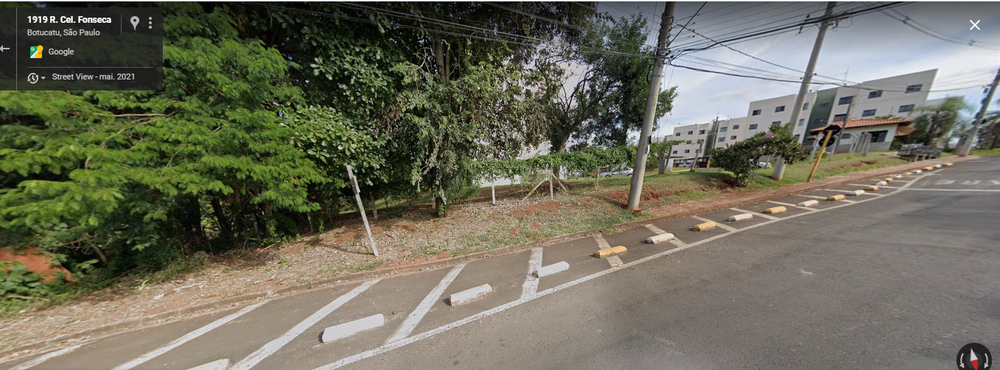 1919 R. Cel. Fonseca
Botucatu, São Paulo
Google
Street View - mai. 2021